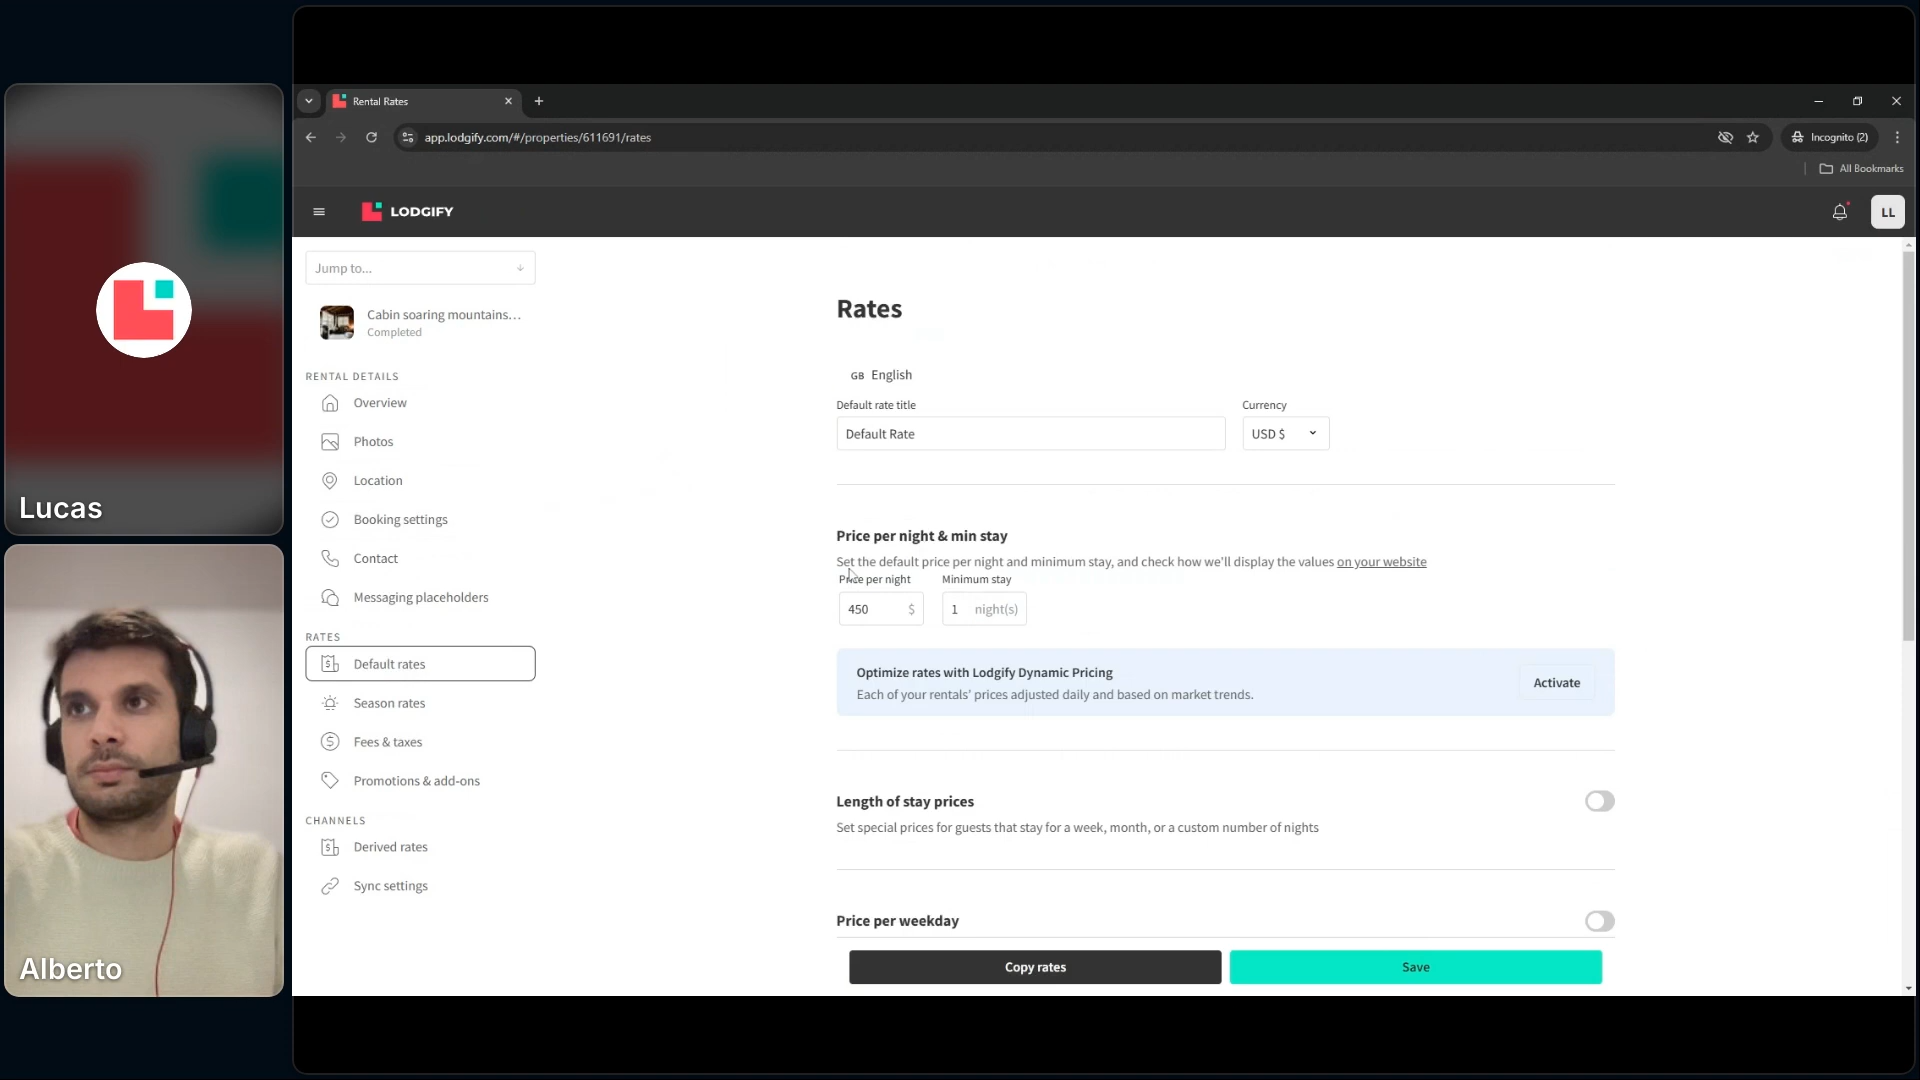 Rental Rates
app.lodgify.com/#/properties/611691/rates
Incognito (2)
All Bookmarks
LODGIFY
LL
Jump to...
Cabin soaring mountains...
Completed
RENTAL DETAILS
Overview
Photos
Location
Booking settings
Contact
Messaging placeholders
RATES
Default rates
Season rates
Fees & taxes
Promotions & add-ons
CHANNELS
Derived rates
Sync settings
Rates
GB English
Default rate title
Currency
Default Rate
USD $
Price per night & min stay
Set the default price per night and minimum stay, and check how we'll display the values on your website
Price per night
Minimum stay
450 $
1 night(s)
Optimize rates with Lodgify Dynamic Pricing
Each of your rentals' prices adjusted daily and based on market trends.
Activate
Length of stay prices
Set special prices for guests that stay for a week, month, or a custom number of nights
Price per weekday
Copy rates
Save
Lucas
Alberto